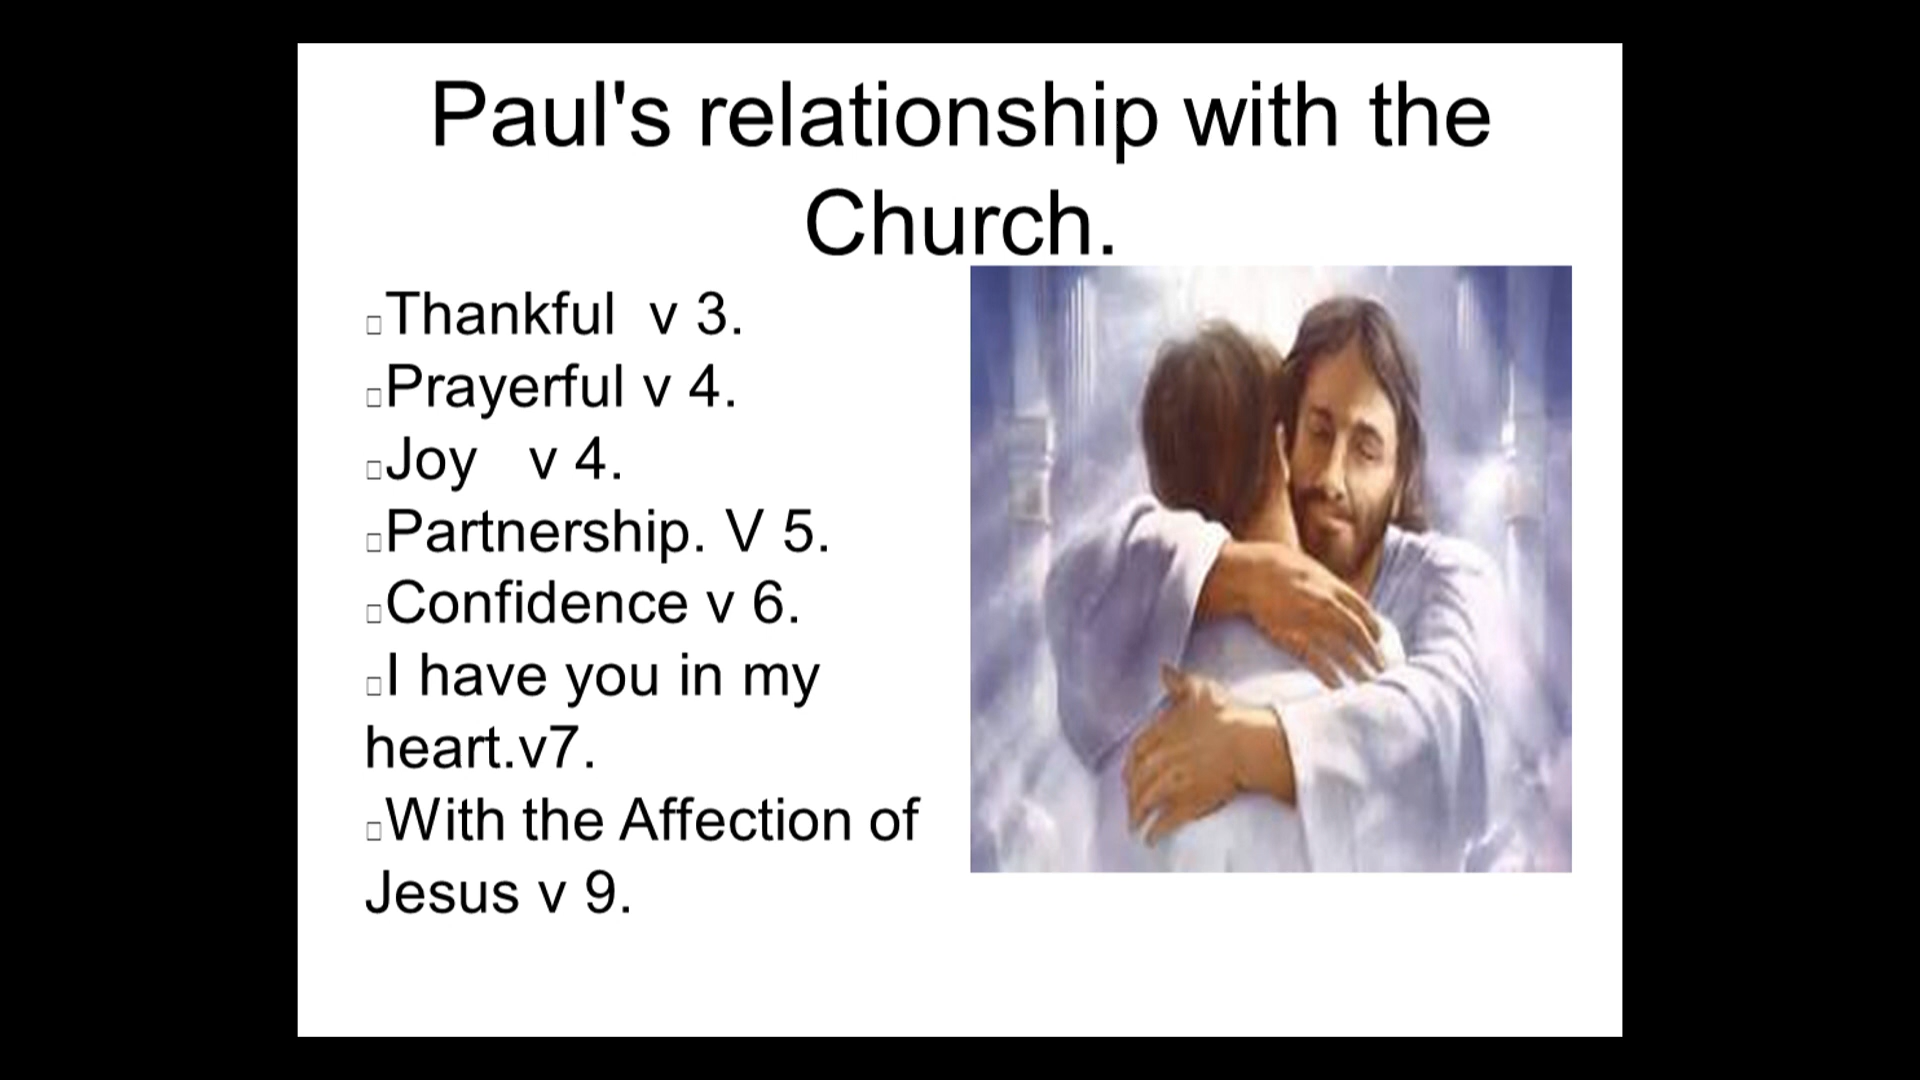 Paul's relationship with the
Church.
Thankful  v 3.
Prayerful v 4.
Joy   v 4.
Partnership. V 5.
Confidence v 6.
I have you in my
heart.v7.
With the Affection of
Jesus v 9.